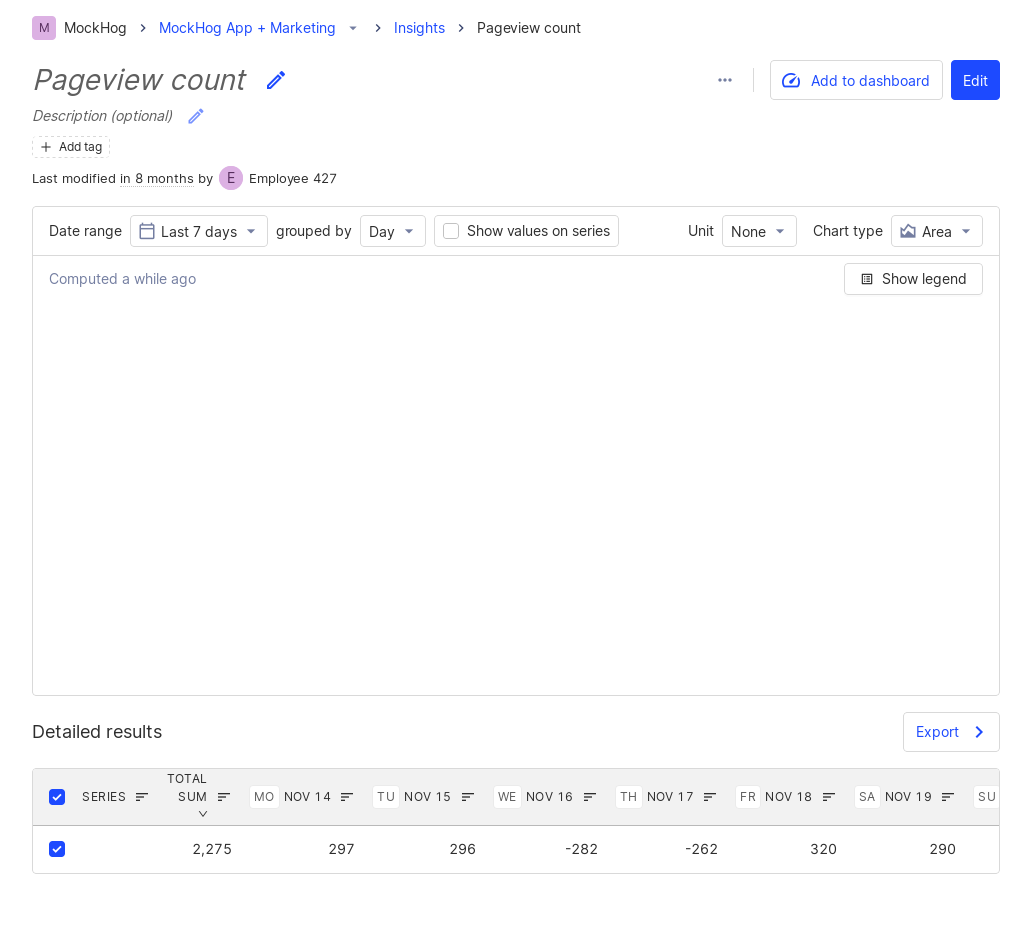 M MockHog MockHog App + Marketing Insights Pageview count
Pageview count
Add to dashboard Edit
Description (optional)
Add tag
Last modified in 8 months by E Employee 427
Date range Last 7 days grouped by Day Show values on series Unit None Chart type Area
Computed a while ago Show legend
Detailed results Export
SERIES TOTAL SUM MO NOV 14 TU NOV 15 WE NOV 16 TH NOV 17 FR NOV 18 SA NOV 19 SU
2,275 297 296 -282 -262 320 290